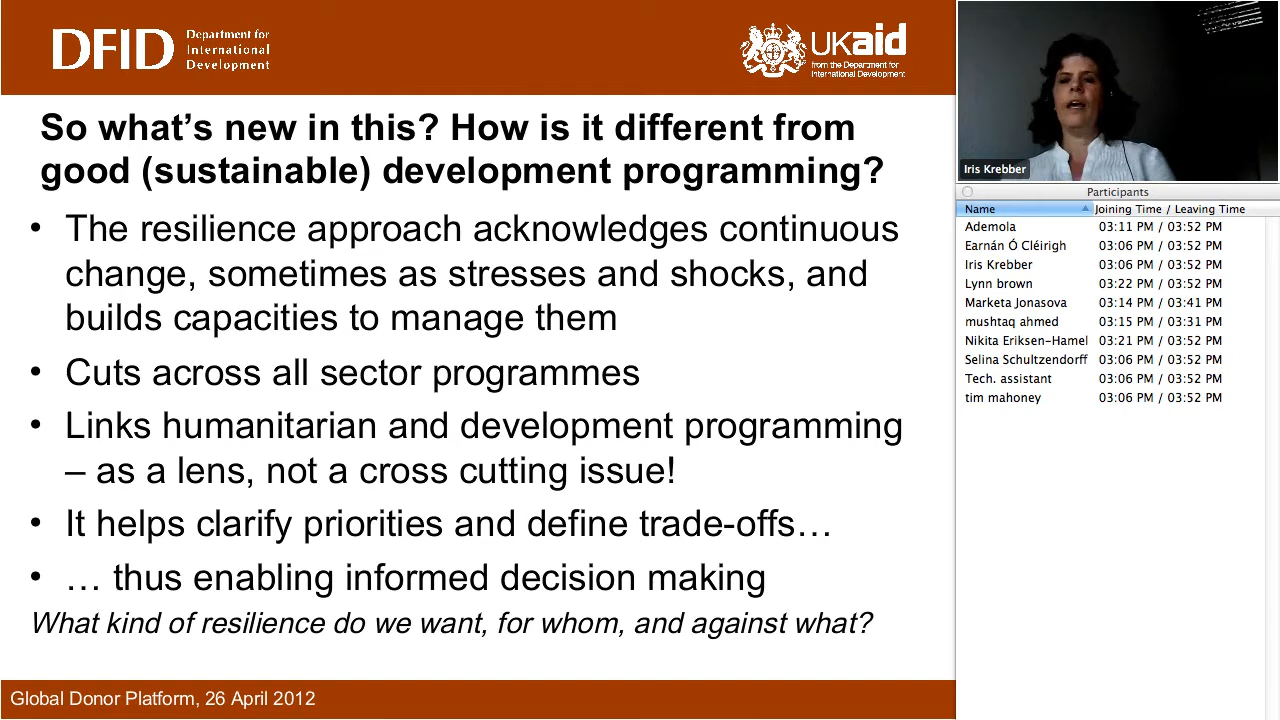 DFID
Department for
International
Development
UKaid
from the Department for
International Development
So what’s new in this? How is it different from
good (sustainable) development programming?
• The resilience approach acknowledges continuous
change, sometimes as stresses and shocks, and
builds capacities to manage them
• Cuts across all sector programmes
• Links humanitarian and development programming
– as a lens, not a cross cutting issue!
• It helps clarify priorities and define trade-offs…
• … thus enabling informed decision making
What kind of resilience do we want, for whom, and against what?
Global Donor Platform, 26 April 2012
Iris Krebber
Participants
Name Joining Time / Leaving Time
Ademola 03:11 PM / 03:52 PM
Earnán Ó Cléirigh 03:06 PM / 03:52 PM
Iris Krebber 03:06 PM / 03:52 PM
Lynn brown 03:22 PM / 03:52 PM
Marketa Jonasova 03:14 PM / 03:41 PM
mushtaq ahmed 03:15 PM / 03:31 PM
Nikita Eriksen-Hamel 03:21 PM / 03:52 PM
Selina Schultzendorff 03:06 PM / 03:52 PM
Tech. assistant 03:06 PM / 03:52 PM
tim mahoney 03:06 PM / 03:52 PM